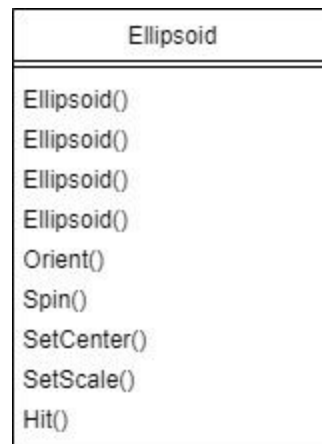 Ellipsoid
Ellipsoid()
Ellipsoid()
Ellipsoid()
Ellipsoid()
Orient()
Spin()
SetCenter()
SetScale()
Hit()